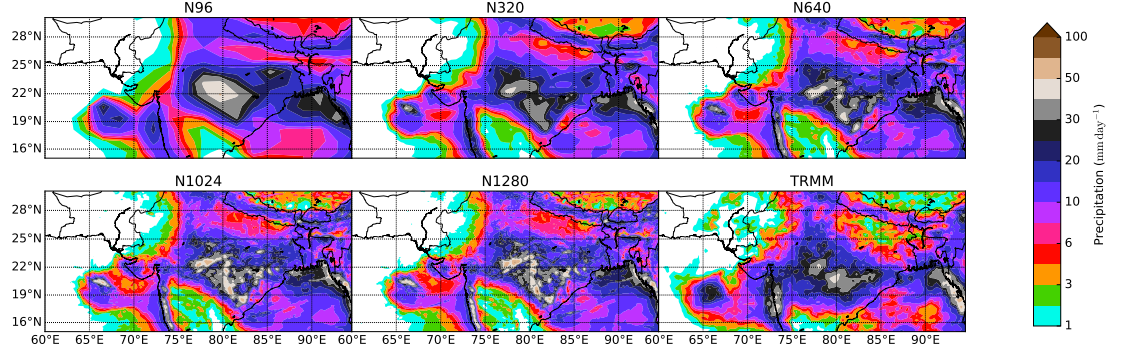 N96 N320 N640
28°N
25°N
22°N
19°N
16°N
N1024 N1280 TRMM
28°N
25°N
22°N
19°N
16°N
60°E 65°E 70°E 75°E 80°E 85°E 90°E 60°E 65°E 70°E 75°E 80°E 85°E 90°E 60°E 65°E 70°E 75°E 80°E 85°E 90°E
100
50
30
20
10
6
3
1
Precipitation (mm day⁻¹)